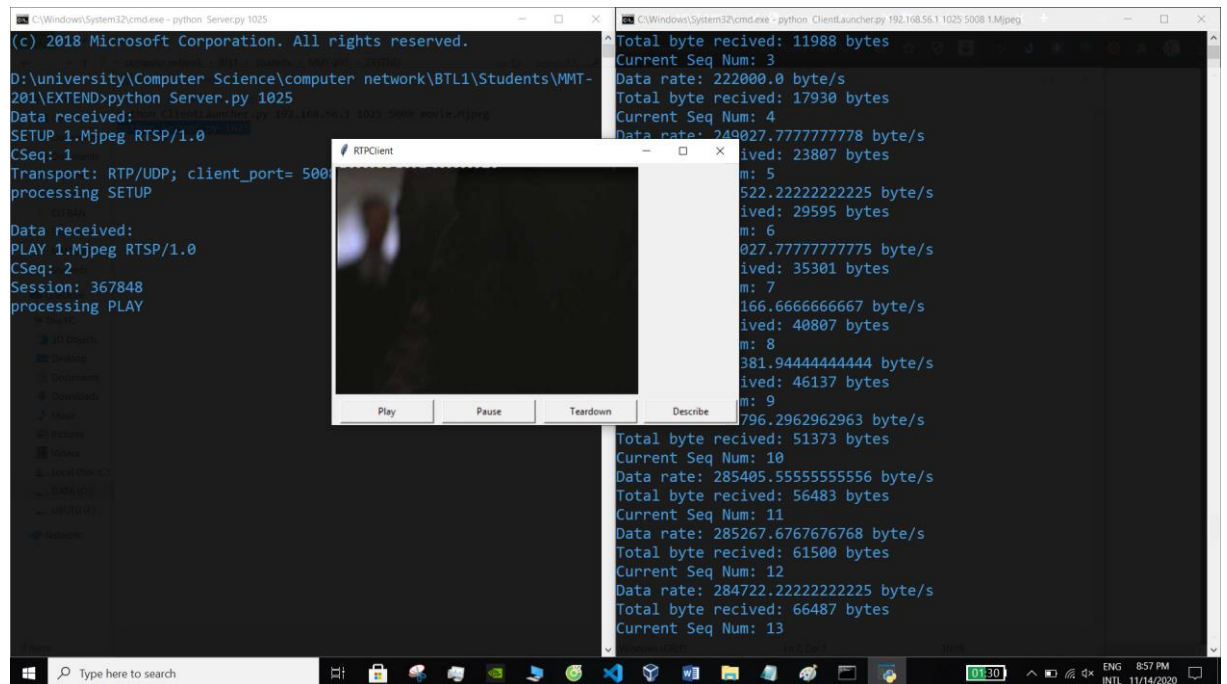 C:\Windows\System32\cmd.exe - python Server.py 1025
(c) 2018 Microsoft Corporation. All rights reserved.
D:\university\Computer Science\computer network\BTL1\Students\MMT-
201\EXTEND>python Server.py 1025
Data received:
SETUP 1.Mjpeg RTSP/1.0
CSeq: 1
Transport: RTP/UDP; client_port= 5008
processing SETUP
Data received:
PLAY 1.Mjpeg RTSP/1.0
CSeq: 2
Session: 367848
processing PLAY
RTPClient
Play Pause Teardown Describe
C:\Windows\System32\cmd.exe - python ClientLauncher.py 192.168.56.1 1025 5008 1.Mjpeg
Total byte recived: 11988 bytes
Current Seq Num: 3
Data rate: 222000.0 byte/s
Total byte recived: 17930 bytes
Current Seq Num: 4
Data rate: 249027.7777777778 byte/s
ived: 23807 bytes
m: 5
522.22222222225 byte/s
ived: 29595 bytes
m: 6
027.77777777775 byte/s
ived: 35301 bytes
m: 7
166.6666666667 byte/s
ived: 40807 bytes
m: 8
381.94444444444 byte/s
ived: 46137 bytes
m: 9
796.2962962963 byte/s
Total byte recived: 51373 bytes
Current Seq Num: 10
Data rate: 285405.55555555556 byte/s
Total byte recived: 56483 bytes
Current Seq Num: 11
Data rate: 285267.6767676768 byte/s
Total byte recived: 61500 bytes
Current Seq Num: 12
Data rate: 284722.22222222225 byte/s
Total byte recived: 66487 bytes
Current Seq Num: 13
Type here to search
01:30
ENG 8:57 PM
INTL 11/14/2020